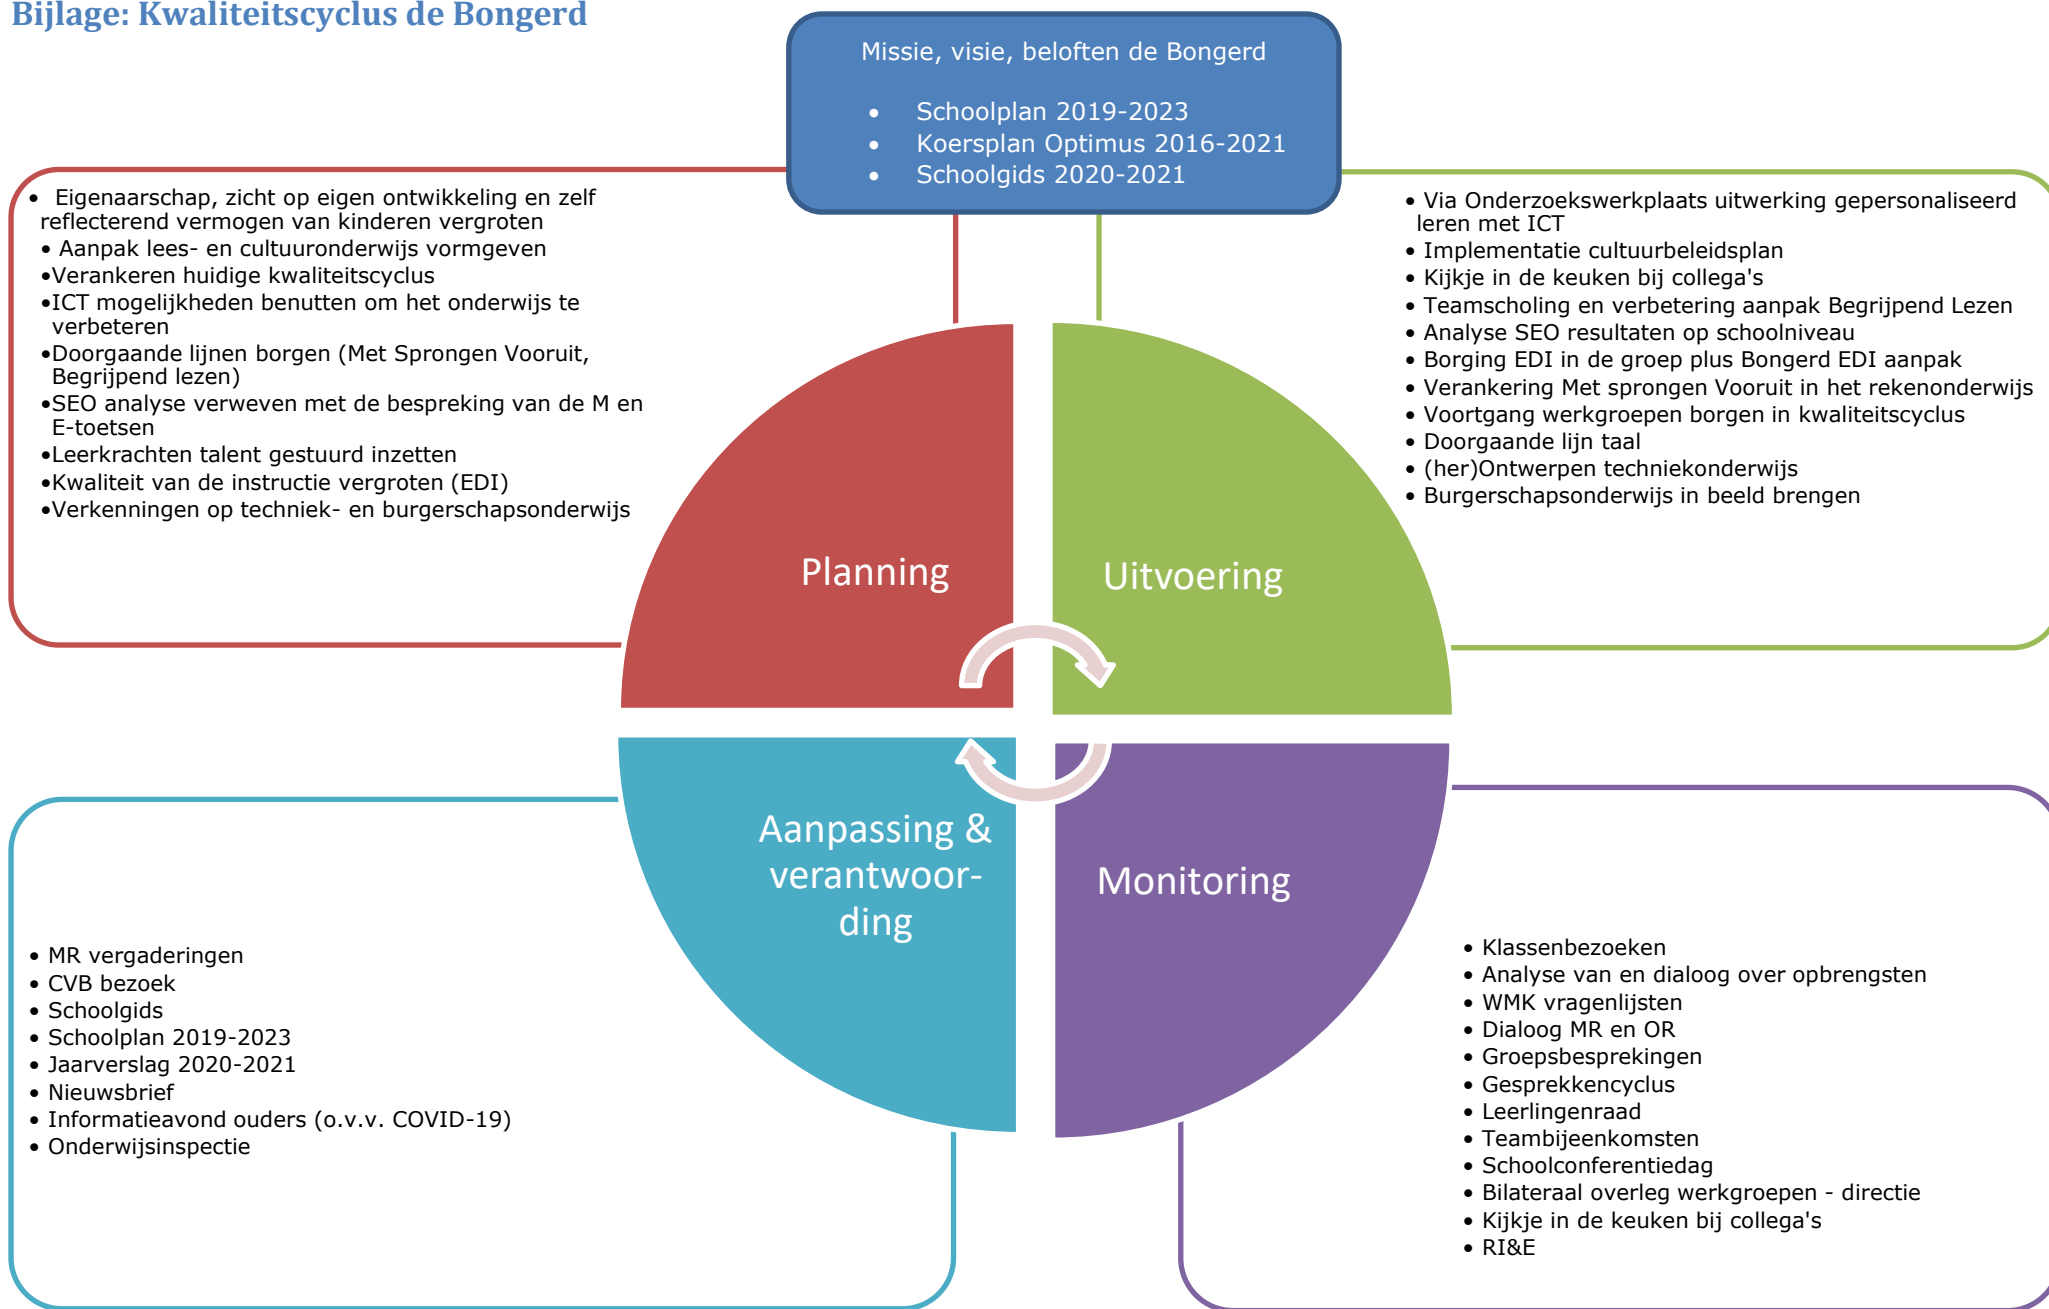 Bijlage: Kwaliteitscyclus de Bongerd
Missie, visie, beloften de Bongerd
• Schoolplan 2019-2023
• Koersplan Optimus 2016-2021
• Schoolgids 2020-2021
• Eigenaarschap, zicht op eigen ontwikkeling en zelf
reflecterend vermogen van kinderen vergroten
• Aanpak lees- en cultuuronderwijs vormgeven
•Verankeren huidige kwaliteitscyclus
•ICT mogelijkheden benutten om het onderwijs te
verbeteren
•Doorgaande lijnen borgen (Met Sprongen Vooruit,
Begrijpend lezen)
•SEO analyse verweven met de bespreking van de M en
E-toetsen
•Leerkrachten talent gestuurd inzetten
•Kwaliteit van de instructie vergroten (EDI)
•Verkenningen op techniek- en burgerschapsonderwijs
• Via Onderzoekswerkplaats uitwerking gepersonaliseerd
leren met ICT
• Implementatie cultuurbeleidsplan
• Kijkje in de keuken bij collega's
• Teamscholing en verbetering aanpak Begrijpend Lezen
• Analyse SEO resultaten op schoolniveau
• Borging EDI in de groep plus Bongerd EDI aanpak
• Verankering Met sprongen Vooruit in het rekenonderwijs
• Voortgang werkgroepen borgen in kwaliteitscyclus
• Doorgaande lijn taal
• (her)Ontwerpen techniekonderwijs
• Burgerschapsonderwijs in beeld brengen
Planning
Uitvoering
Aanpassing &
verantwoor-
ding
Monitoring
• MR vergaderingen
• CVB bezoek
• Schoolgids
• Schoolplan 2019-2023
• Jaarverslag 2020-2021
• Nieuwsbrief
• Informatieavond ouders (o.v.v. COVID-19)
• Onderwijsinspectie
• Klassenbezoeken
• Analyse van en dialoog over opbrengsten
• WMK vragenlijsten
• Dialoog MR en OR
• Groepsbesprekingen
• Gesprekkencyclus
• Leerlingenraad
• Teambijeenkomsten
• Schoolconferentiedag
• Bilateraal overleg werkgroepen - directie
• Kijkje in de keuken bij collega's
• RI&E